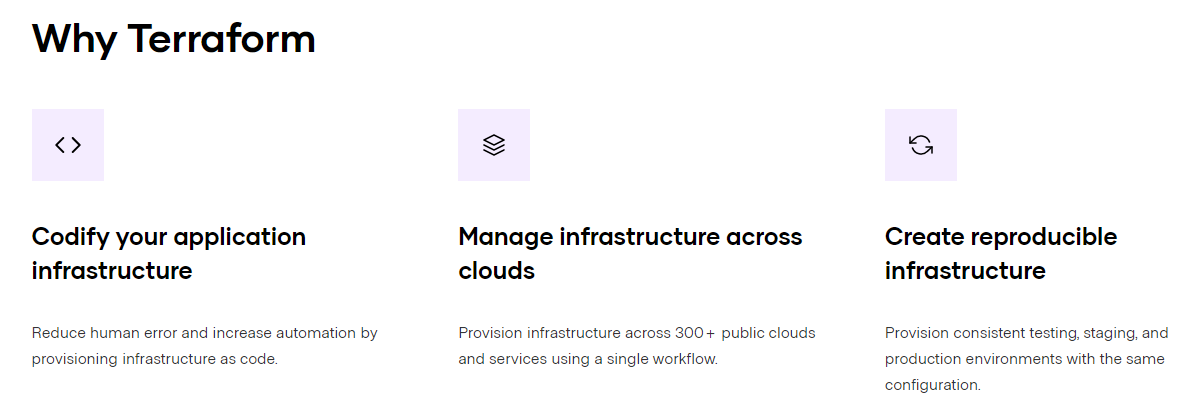 Why Terraform
Codify your application
infrastructure
Reduce human error and increase automation by
provisioning infrastructure as code.
Manage infrastructure across
clouds
Provision infrastructure across 300+ public clouds
and services using a single workflow.
Create reproducible
infrastructure
Provision consistent testing, staging, and
production environments with the same
configuration.